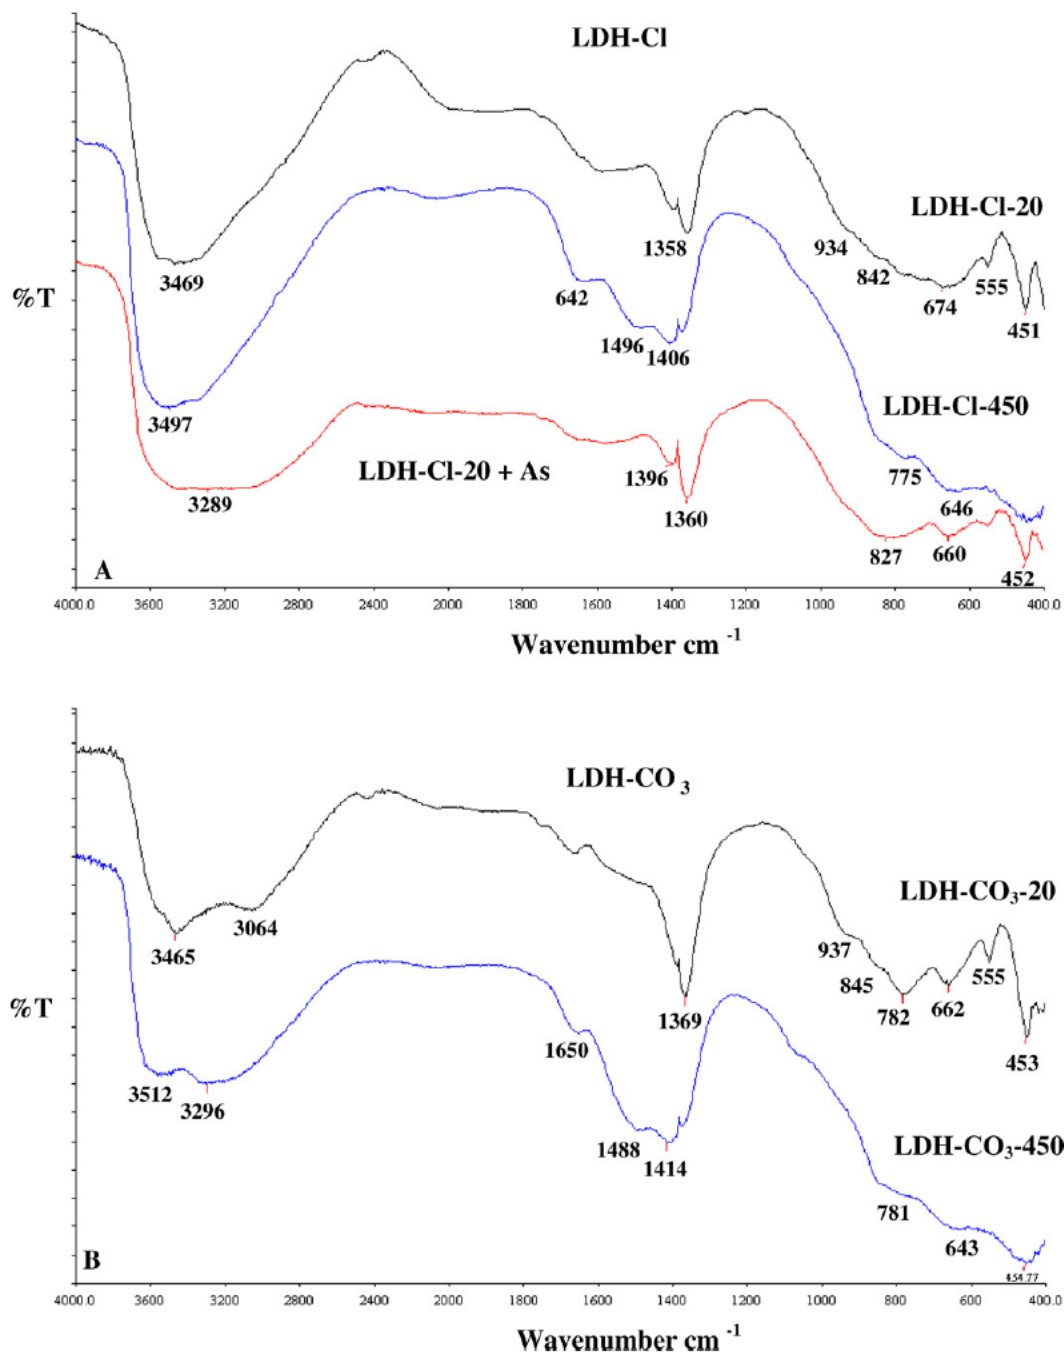 LDH-Cl
LDH-Cl-20
1358
934
842
3469
%T
642
674
555
451
1496
1406
3497
LDH-Cl-450
LDH-Cl-20 + As
1396
775
3289
1360
646
827
660
452
A
4000.0 3600 3200 2800 2400 2000 1600 1400 1200 1000 800 600 400.0
Wavenumber cm -1
LDH-CO3
LDH-CO3-20
3465
3064
937
845
555
%T
1369
782
662
1650
453
3512
3296
1488
1414
LDH-CO3-450
781
643
B
454.77
4000.0 3600 3200 2800 2400 2000 1600 1400 1200 1000 800 600 400.0
Wavenumber cm -1